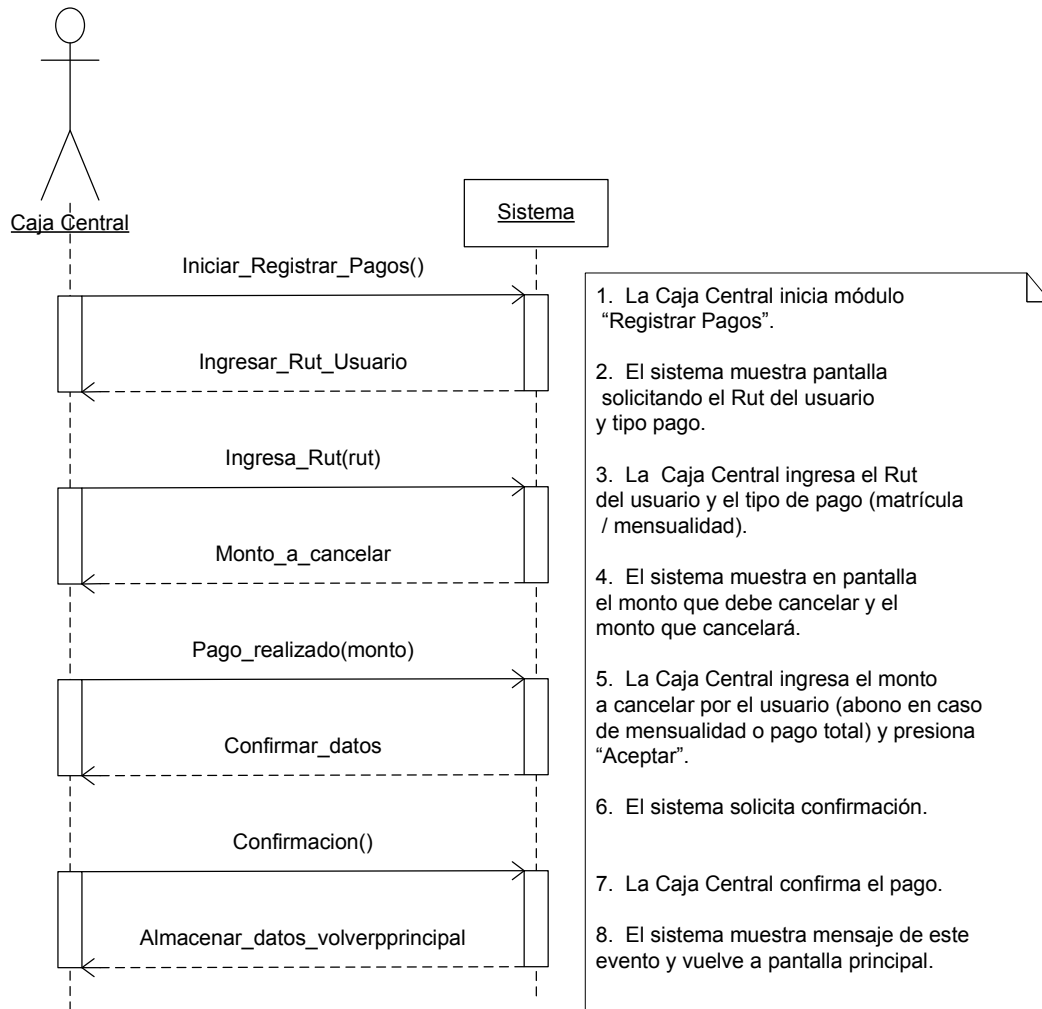 Caja Central
Sistema
Iniciar_Registrar_Pagos()
Ingresar_Rut_Usuario
Ingresa_Rut(rut)
Monto_a_cancelar
Pago_realizado(monto)
Confirmar_datos
Confirmacion()
Almacenar_datos_volverpprincipal
1. La Caja Central inicia módulo
“Registrar Pagos”.
2. El sistema muestra pantalla
solicitando el Rut del usuario
y tipo pago.
3. La Caja Central ingresa el Rut
del usuario y el tipo de pago (matrícula
/ mensualidad).
4. El sistema muestra en pantalla
el monto que debe cancelar y el
monto que cancelará.
5. La Caja Central ingresa el monto
a cancelar por el usuario (abono en caso
de mensualidad o pago total) y presiona
“Aceptar”.
6. El sistema solicita confirmación.
7. La Caja Central confirma el pago.
8. El sistema muestra mensaje de este
evento y vuelve a pantalla principal.